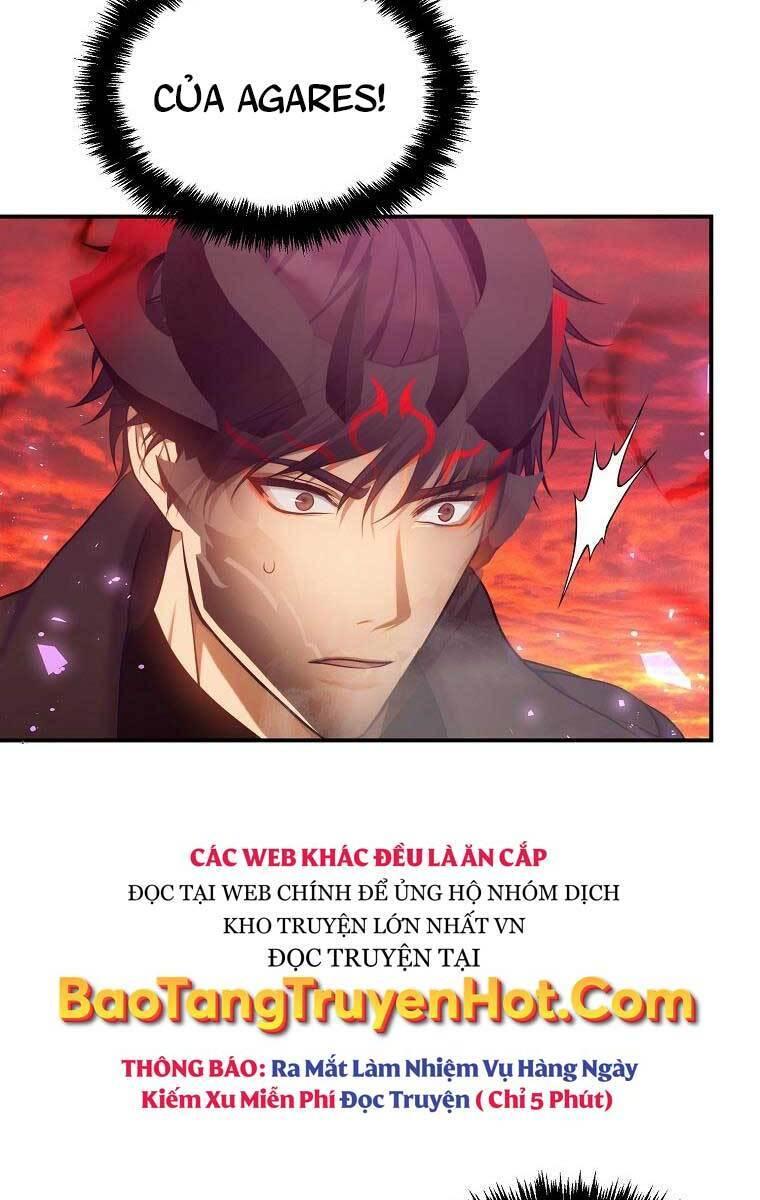 CỦA AGARES!
CÁC WEB KHÁC ĐỀU LÀ ĂN CẮP
ĐỌC TẠI WEB CHÍNH ĐỂ ỦNG HỘ NHÓM DỊCH
KHO TRUYỆN LỚN NHẤT VN
ĐỌC TRUYỆN TẠI
BaoTangTruyenHot.Com
THÔNG BÁO: Ra Mắt Làm Nhiệm Vụ Hàng Ngày
Kiếm Xu Miễn Phí Đọc Truyện ( Chỉ 5 Phút)